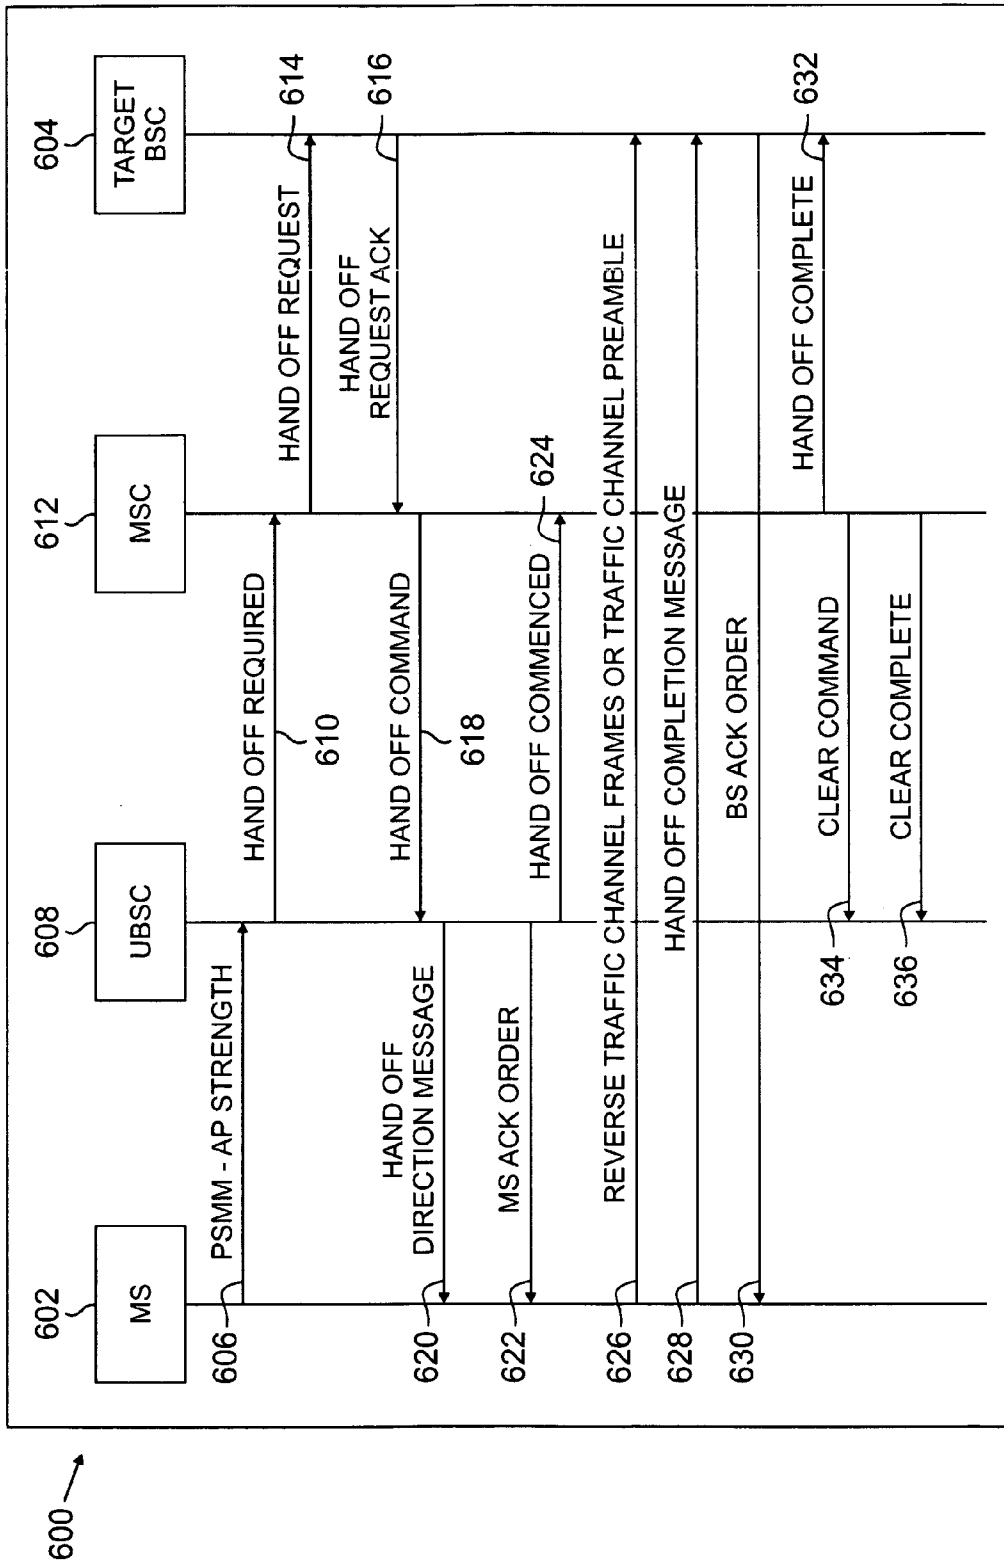 600
602
608
612
604
MS
UBSC
MSC
TARGET
BSC
606
PSMM - AP STRENGTH
HAND OFF REQUIRED
610
HAND OFF REQUEST
614
HAND OFF
REQUEST ACK
616
HAND OFF COMMAND
618
HAND OFF
DIRECTION MESSAGE
620
MS ACK ORDER
622
HAND OFF COMMENCED
624
REVERSE TRAFFIC CHANNEL FRAMES OR TRAFFIC CHANNEL PREAMBLE
626
HAND OFF COMPLETION MESSAGE
628
BS ACK ORDER
630
HAND OFF COMPLETE
632
CLEAR COMMAND
634
CLEAR COMPLETE
636